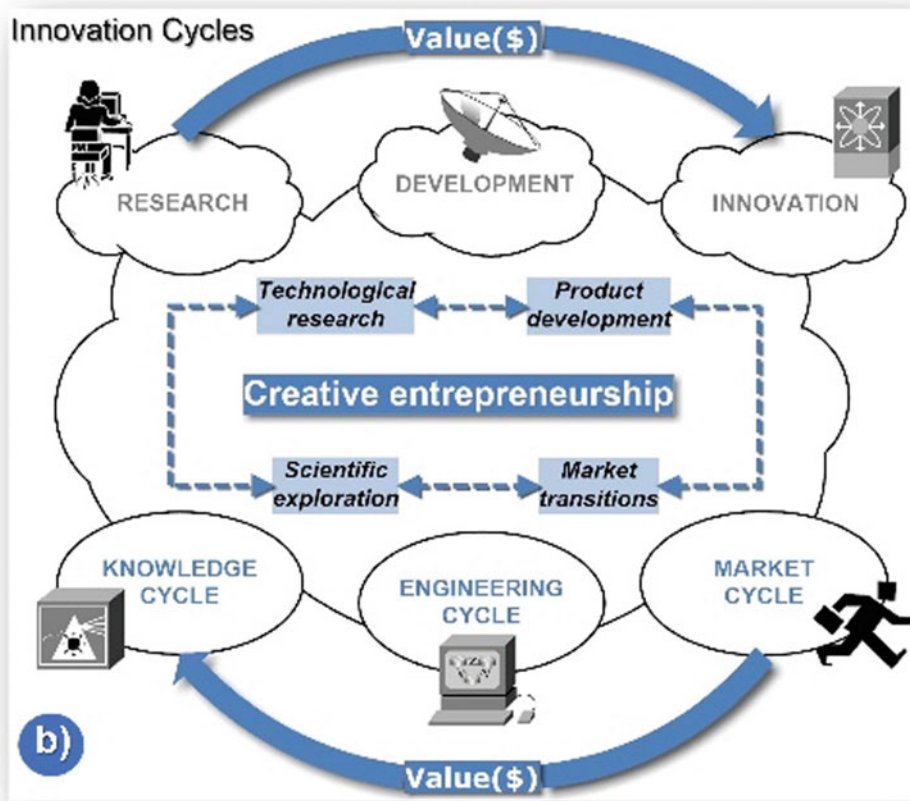 Innovation Cycles
Value($)
RESEARCH
DEVELOPMENT
INNOVATION
Technological
research
Product
development
Creative entrepreneurship
Scientific
exploration
Market
transitions
KNOWLEDGE
CYCLE
ENGINEERING
CYCLE
MARKET
CYCLE
b)
Value($)